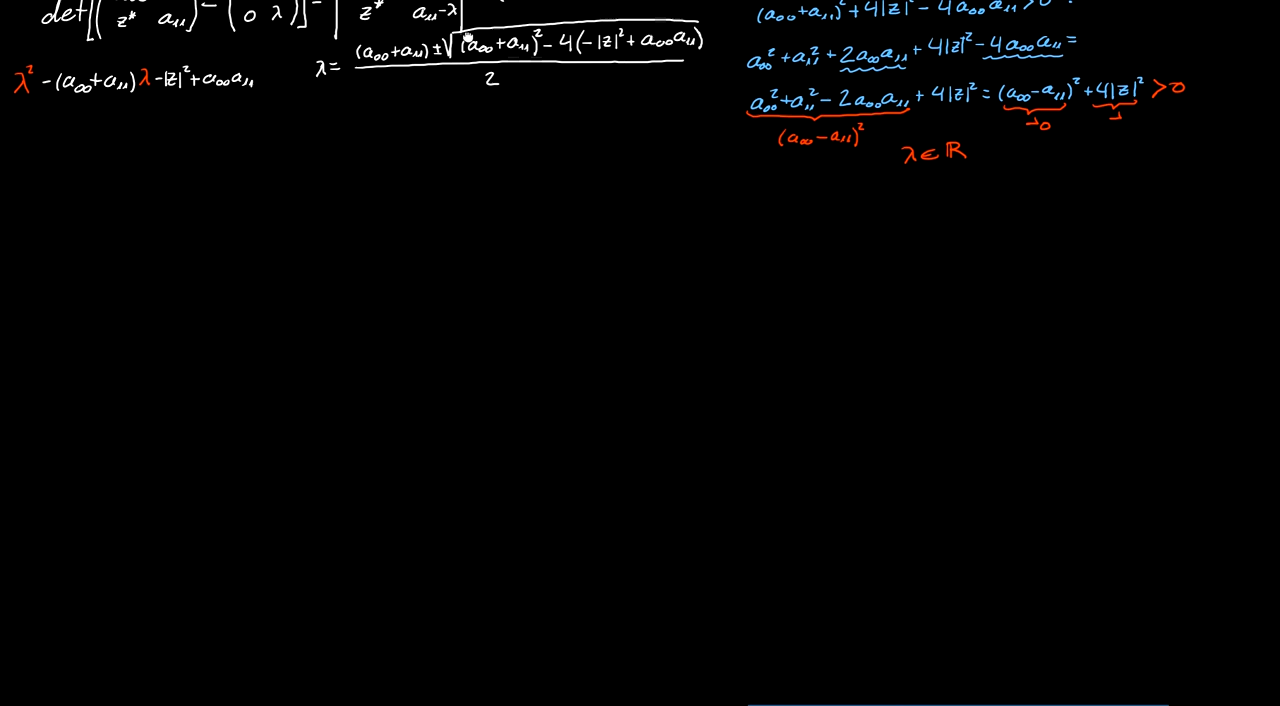 det[( z* a₁₁) - (0 λ)] = | z* a₁₁-λ |
λ² - (a₀₀+a₁₁)λ - |z|² + a₀₀a₁₁
λ = (a₀₀+a₁₁) ± √((a₀₀+a₁₁)² - 4(-|z|² + a₀₀a₁₁)) / 2
(a₀₀+a₁₁)² + 4|z|² - 4a₀₀a₁₁ > 0
a₀₀² + a₁₁² + 2a₀₀a₁₁ + 4|z|² - 4a₀₀a₁₁ =
a₀₀² + a₁₁² - 2a₀₀a₁₁ + 4|z|² = (a₀₀-a₁₁)² + 4|z|² > 0
(a₀₀-a₁₁)²
λ ∈ ℝ